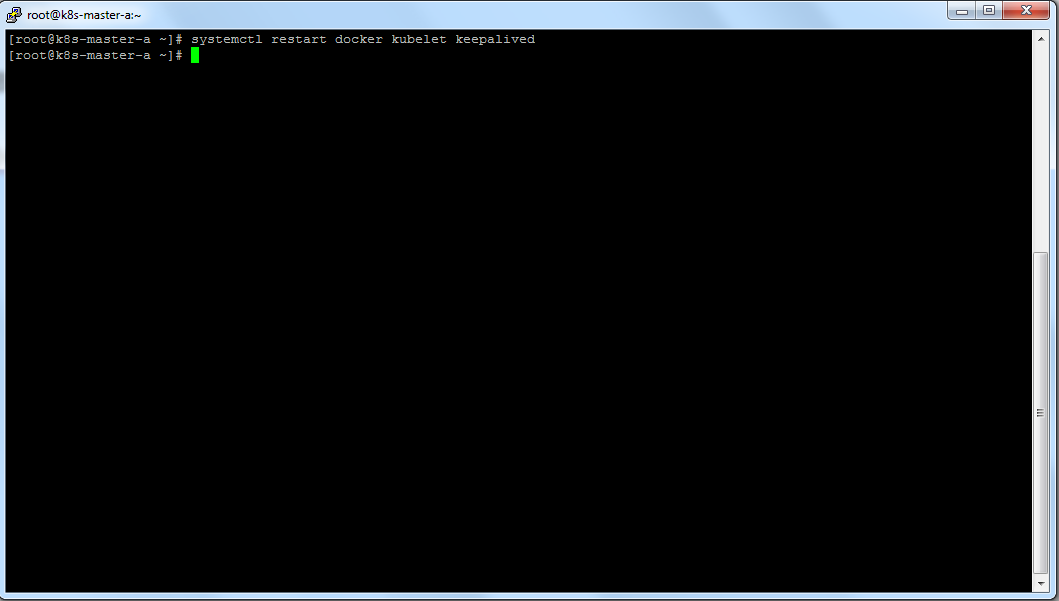 root@k8s-master-a:~
[root@k8s-master-a ~]# systemctl restart docker kubelet keepalived
[root@k8s-master-a ~]#